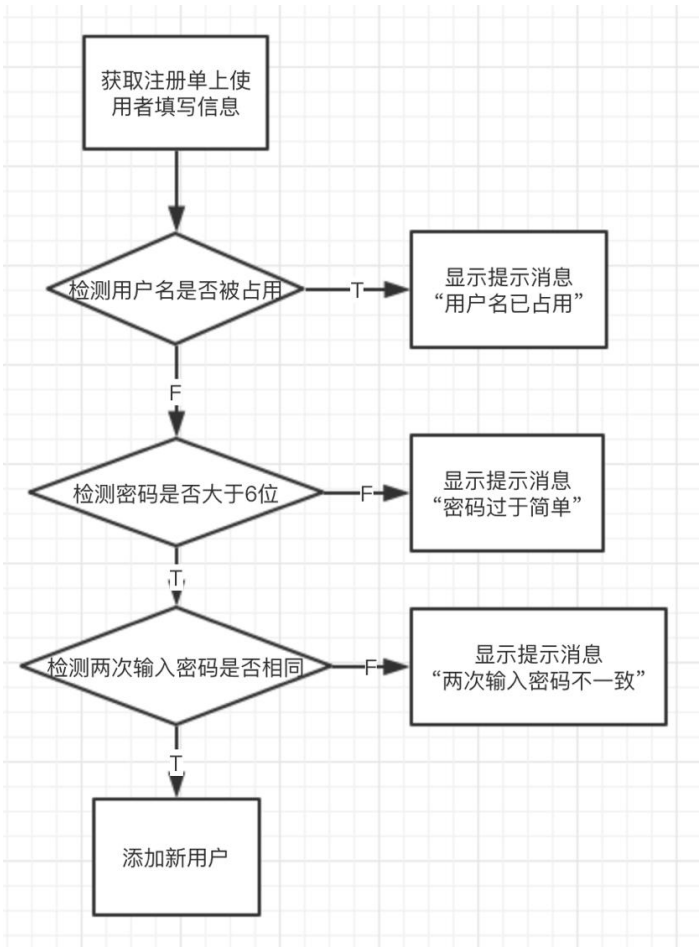 获取注册单上使
用者填写信息
检测用户名是否被占用
T
显示提示消息
“用户名已占用”
F
检测密码是否大于6位
F
显示提示消息
“密码过于简单”
T
检测两次输入密码是否相同
F
显示提示消息
“两次输入密码不一致”
T
添加新用户